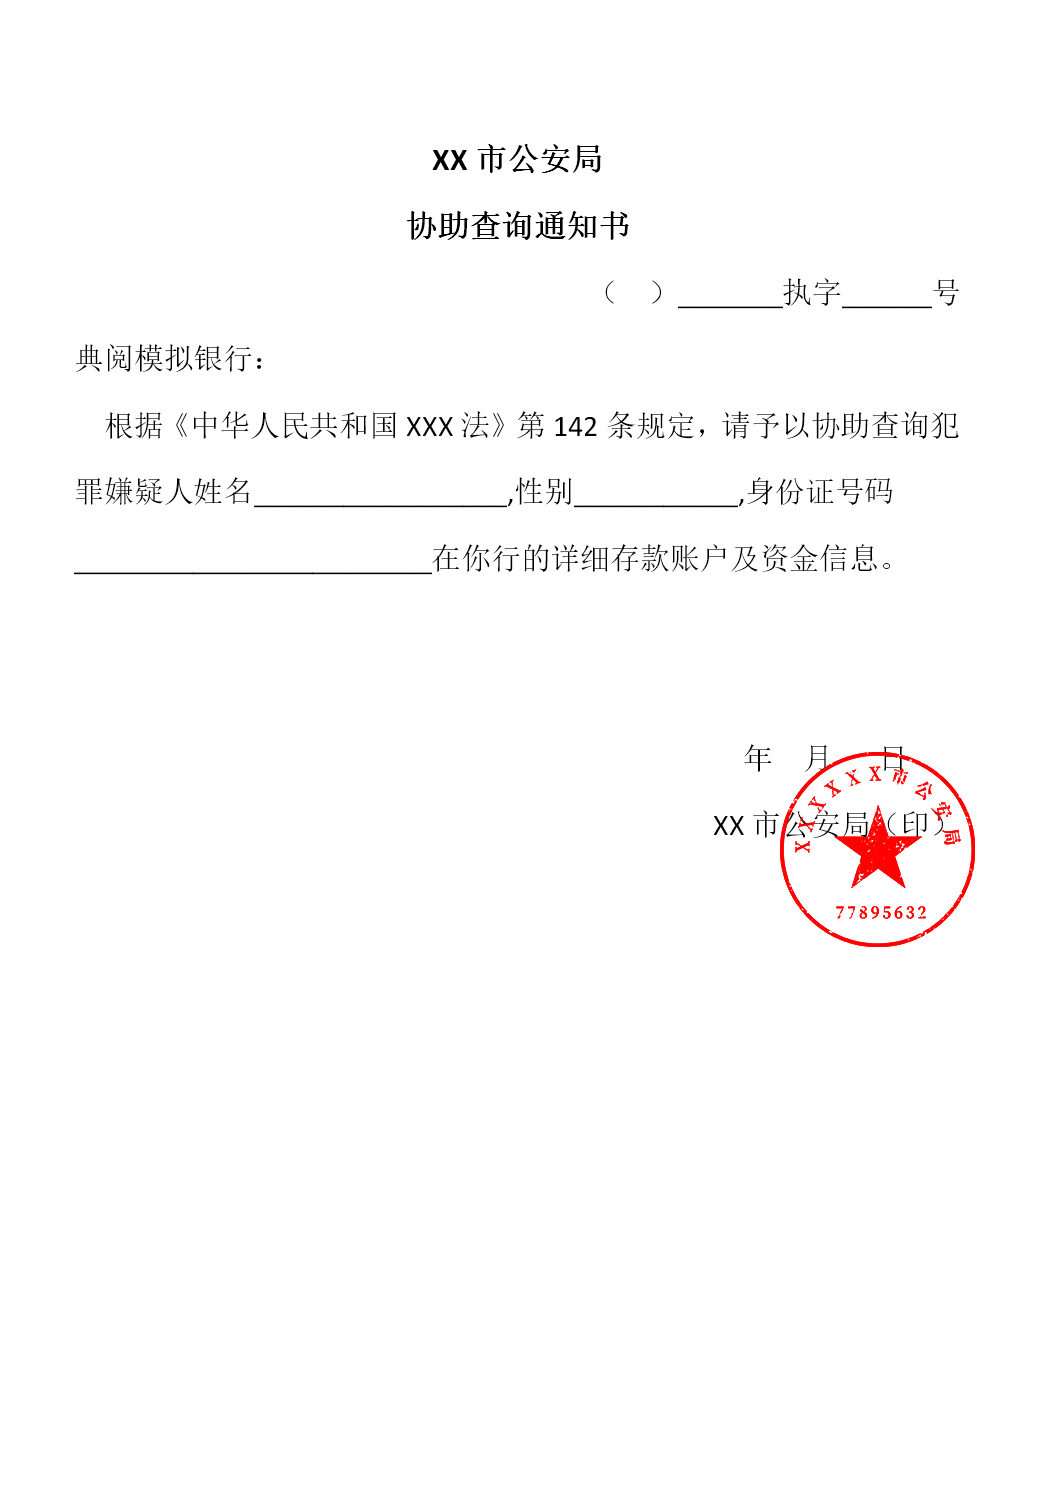 XX 市公安局
协助查询通知书
（ ）_______执字______号
典阅模拟银行：
根据《中华人民共和国 XXX 法》第 142 条规定，请予以协助查询犯
罪嫌疑人姓名_________________,性别___________,身份证号码
________________________在你行的详细存款账户及资金信息。
年 月 日
XX 市公安局（印）
XXXXXX市公安局
77895632